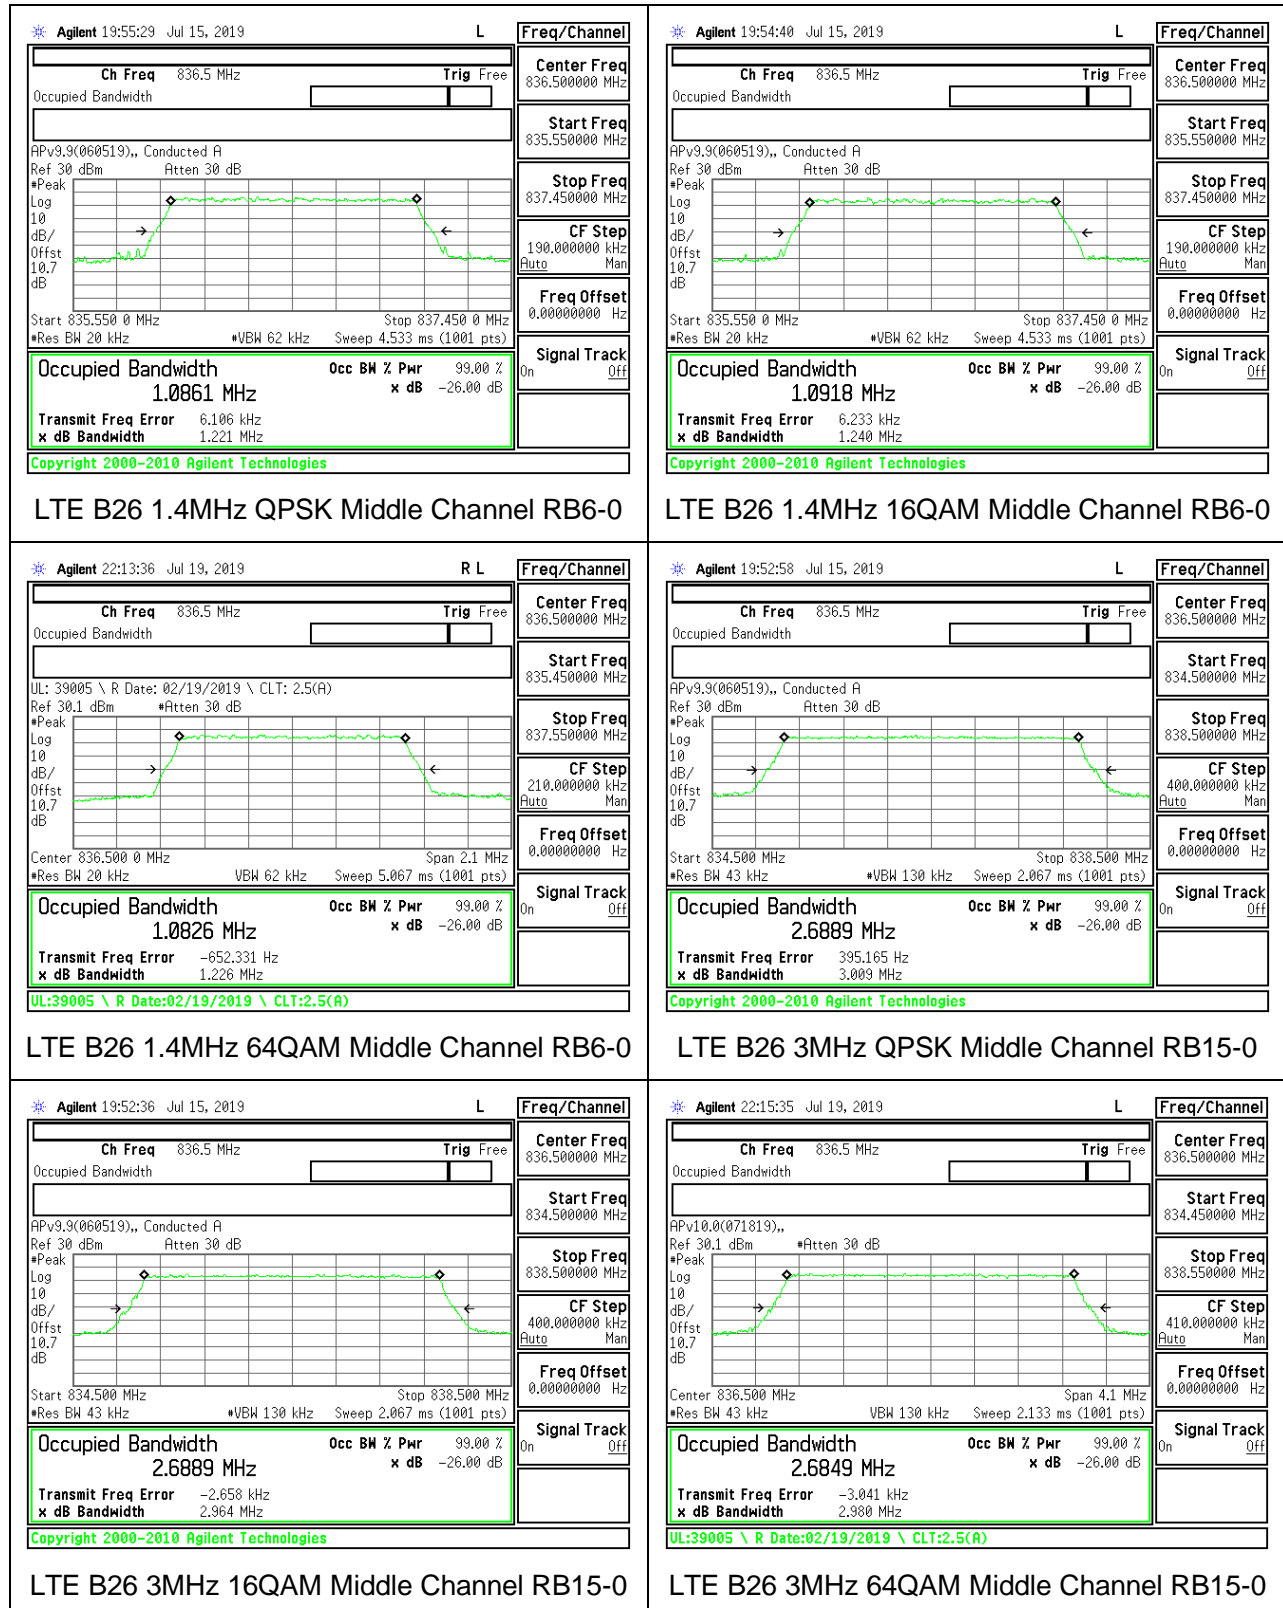 Agilent 19:55:29 Jul 15, 2019 L Freq/Channel
Ch Freq 836.5 MHz Trig Free
Occupied Bandwidth
Center Freq
836.500000 MHz
Start Freq
835.550000 MHz
APv9.9(060519),, Conducted A
Ref 30 dBm Atten 30 dB
#Peak
Log
10
dB/
Offst
10.7
dB
Stop Freq
837.450000 MHz
CF Step
190.000000 kHz
Auto Man
Freq Offset
0.00000000 Hz
Start 835.550 0 MHz Stop 837.450 0 MHz
#Res BW 20 kHz #VBW 62 kHz Sweep 4.533 ms (1001 pts)
Signal Track
On Off
Occupied Bandwidth Occ BW % Pwr 99.00 %
1.0861 MHz x dB -26.00 dB
Transmit Freq Error 6.106 kHz
x dB Bandwidth 1.221 MHz
Copyright 2000-2010 Agilent Technologies
LTE B26 1.4MHz QPSK Middle Channel RB6-0
Agilent 19:54:40 Jul 15, 2019 L Freq/Channel
Ch Freq 836.5 MHz Trig Free
Occupied Bandwidth
Center Freq
836.500000 MHz
Start Freq
835.550000 MHz
APv9.9(060519),, Conducted A
Ref 30 dBm Atten 30 dB
#Peak
Log
10
dB/
Offst
10.7
dB
Stop Freq
837.450000 MHz
CF Step
190.000000 kHz
Auto Man
Freq Offset
0.00000000 Hz
Start 835.550 0 MHz Stop 837.450 0 MHz
#Res BW 20 kHz #VBW 62 kHz Sweep 4.533 ms (1001 pts)
Signal Track
On Off
Occupied Bandwidth Occ BW % Pwr 99.00 %
1.0918 MHz x dB -26.00 dB
Transmit Freq Error 6.233 kHz
x dB Bandwidth 1.240 MHz
Copyright 2000-2010 Agilent Technologies
LTE B26 1.4MHz 16QAM Middle Channel RB6-0
Agilent 22:13:36 Jul 19, 2019 R L Freq/Channel
Ch Freq 836.5 MHz Trig Free
Occupied Bandwidth
Center Freq
836.500000 MHz
Start Freq
835.450000 MHz
UL: 39005 \ R Date: 02/19/2019 \ CLT: 2.5(A)
Ref 30.1 dBm #Atten 30 dB
#Peak
Log
10
dB/
Offst
10.7
dB
Stop Freq
837.550000 MHz
CF Step
210.000000 kHz
Auto Man
Freq Offset
0.00000000 Hz
Center 836.500 0 MHz Span 2.1 MHz
#Res BW 20 kHz VBW 62 kHz Sweep 5.067 ms (1001 pts)
Signal Track
On Off
Occupied Bandwidth Occ BW % Pwr 99.00 %
1.0826 MHz x dB -26.00 dB
Transmit Freq Error -652.331 Hz
x dB Bandwidth 1.226 MHz
UL:39005 \ R Date:02/19/2019 \ CLT:2.5(A)
LTE B26 1.4MHz 64QAM Middle Channel RB6-0
Agilent 19:52:58 Jul 15, 2019 L Freq/Channel
Ch Freq 836.5 MHz Trig Free
Occupied Bandwidth
Center Freq
836.500000 MHz
Start Freq
834.500000 MHz
APv9.9(060519),, Conducted A
Ref 30 dBm Atten 30 dB
#Peak
Log
10
dB/
Offst
10.7
dB
Stop Freq
838.500000 MHz
CF Step
400.000000 kHz
Auto Man
Freq Offset
0.00000000 Hz
Start 834.500 MHz Stop 838.500 MHz
#Res BW 43 kHz #VBW 130 kHz Sweep 2.067 ms (1001 pts)
Signal Track
On Off
Occupied Bandwidth Occ BW % Pwr 99.00 %
2.6889 MHz x dB -26.00 dB
Transmit Freq Error 395.165 Hz
x dB Bandwidth 3.009 MHz
Copyright 2000-2010 Agilent Technologies
LTE B26 3MHz QPSK Middle Channel RB15-0
Agilent 19:52:36 Jul 15, 2019 L Freq/Channel
Ch Freq 836.5 MHz Trig Free
Occupied Bandwidth
Center Freq
836.500000 MHz
Start Freq
834.500000 MHz
APv9.9(060519),, Conducted A
Ref 30 dBm Atten 30 dB
#Peak
Log
10
dB/
Offst
10.7
dB
Stop Freq
838.500000 MHz
CF Step
400.000000 kHz
Auto Man
Freq Offset
0.00000000 Hz
Start 834.500 MHz Stop 838.500 MHz
#Res BW 43 kHz #VBW 130 kHz Sweep 2.067 ms (1001 pts)
Signal Track
On Off
Occupied Bandwidth Occ BW % Pwr 99.00 %
2.6889 MHz x dB -26.00 dB
Transmit Freq Error -2.658 kHz
x dB Bandwidth 2.964 MHz
Copyright 2000-2010 Agilent Technologies
LTE B26 3MHz 16QAM Middle Channel RB15-0
Agilent 22:15:35 Jul 19, 2019 L Freq/Channel
Ch Freq 836.5 MHz Trig Free
Occupied Bandwidth
Center Freq
836.500000 MHz
Start Freq
834.450000 MHz
APv10.0(071819),,
Ref 30.1 dBm #Atten 30 dB
#Peak
Log
10
dB/
Offst
10.7
dB
Stop Freq
838.550000 MHz
CF Step
410.000000 kHz
Auto Man
Freq Offset
0.00000000 Hz
Center 836.500 MHz Span 4.1 MHz
#Res BW 43 kHz VBW 130 kHz Sweep 2.133 ms (1001 pts)
Signal Track
On Off
Occupied Bandwidth Occ BW % Pwr 99.00 %
2.6849 MHz x dB -26.00 dB
Transmit Freq Error -3.041 kHz
x dB Bandwidth 2.980 MHz
UL:39005 \ R Date:02/19/2019 \ CLT:2.5(A)
LTE B26 3MHz 64QAM Middle Channel RB15-0